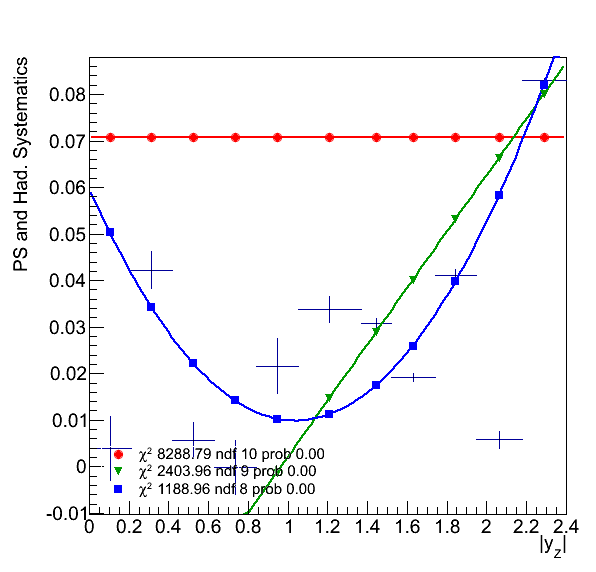 PS and Had. Systematics
0.08
0.07
0.06
0.05
0.04
0.03
0.02
0.01
0
-0.01
χ² 8288.79 ndf 10 prob 0.00
χ² 2403.96 ndf 9 prob 0.00
χ² 1188.96 ndf 8 prob 0.00
0 0.2 0.4 0.6 0.8 1 1.2 1.4 1.6 1.8 2 2.2 2.4
|y_Z|